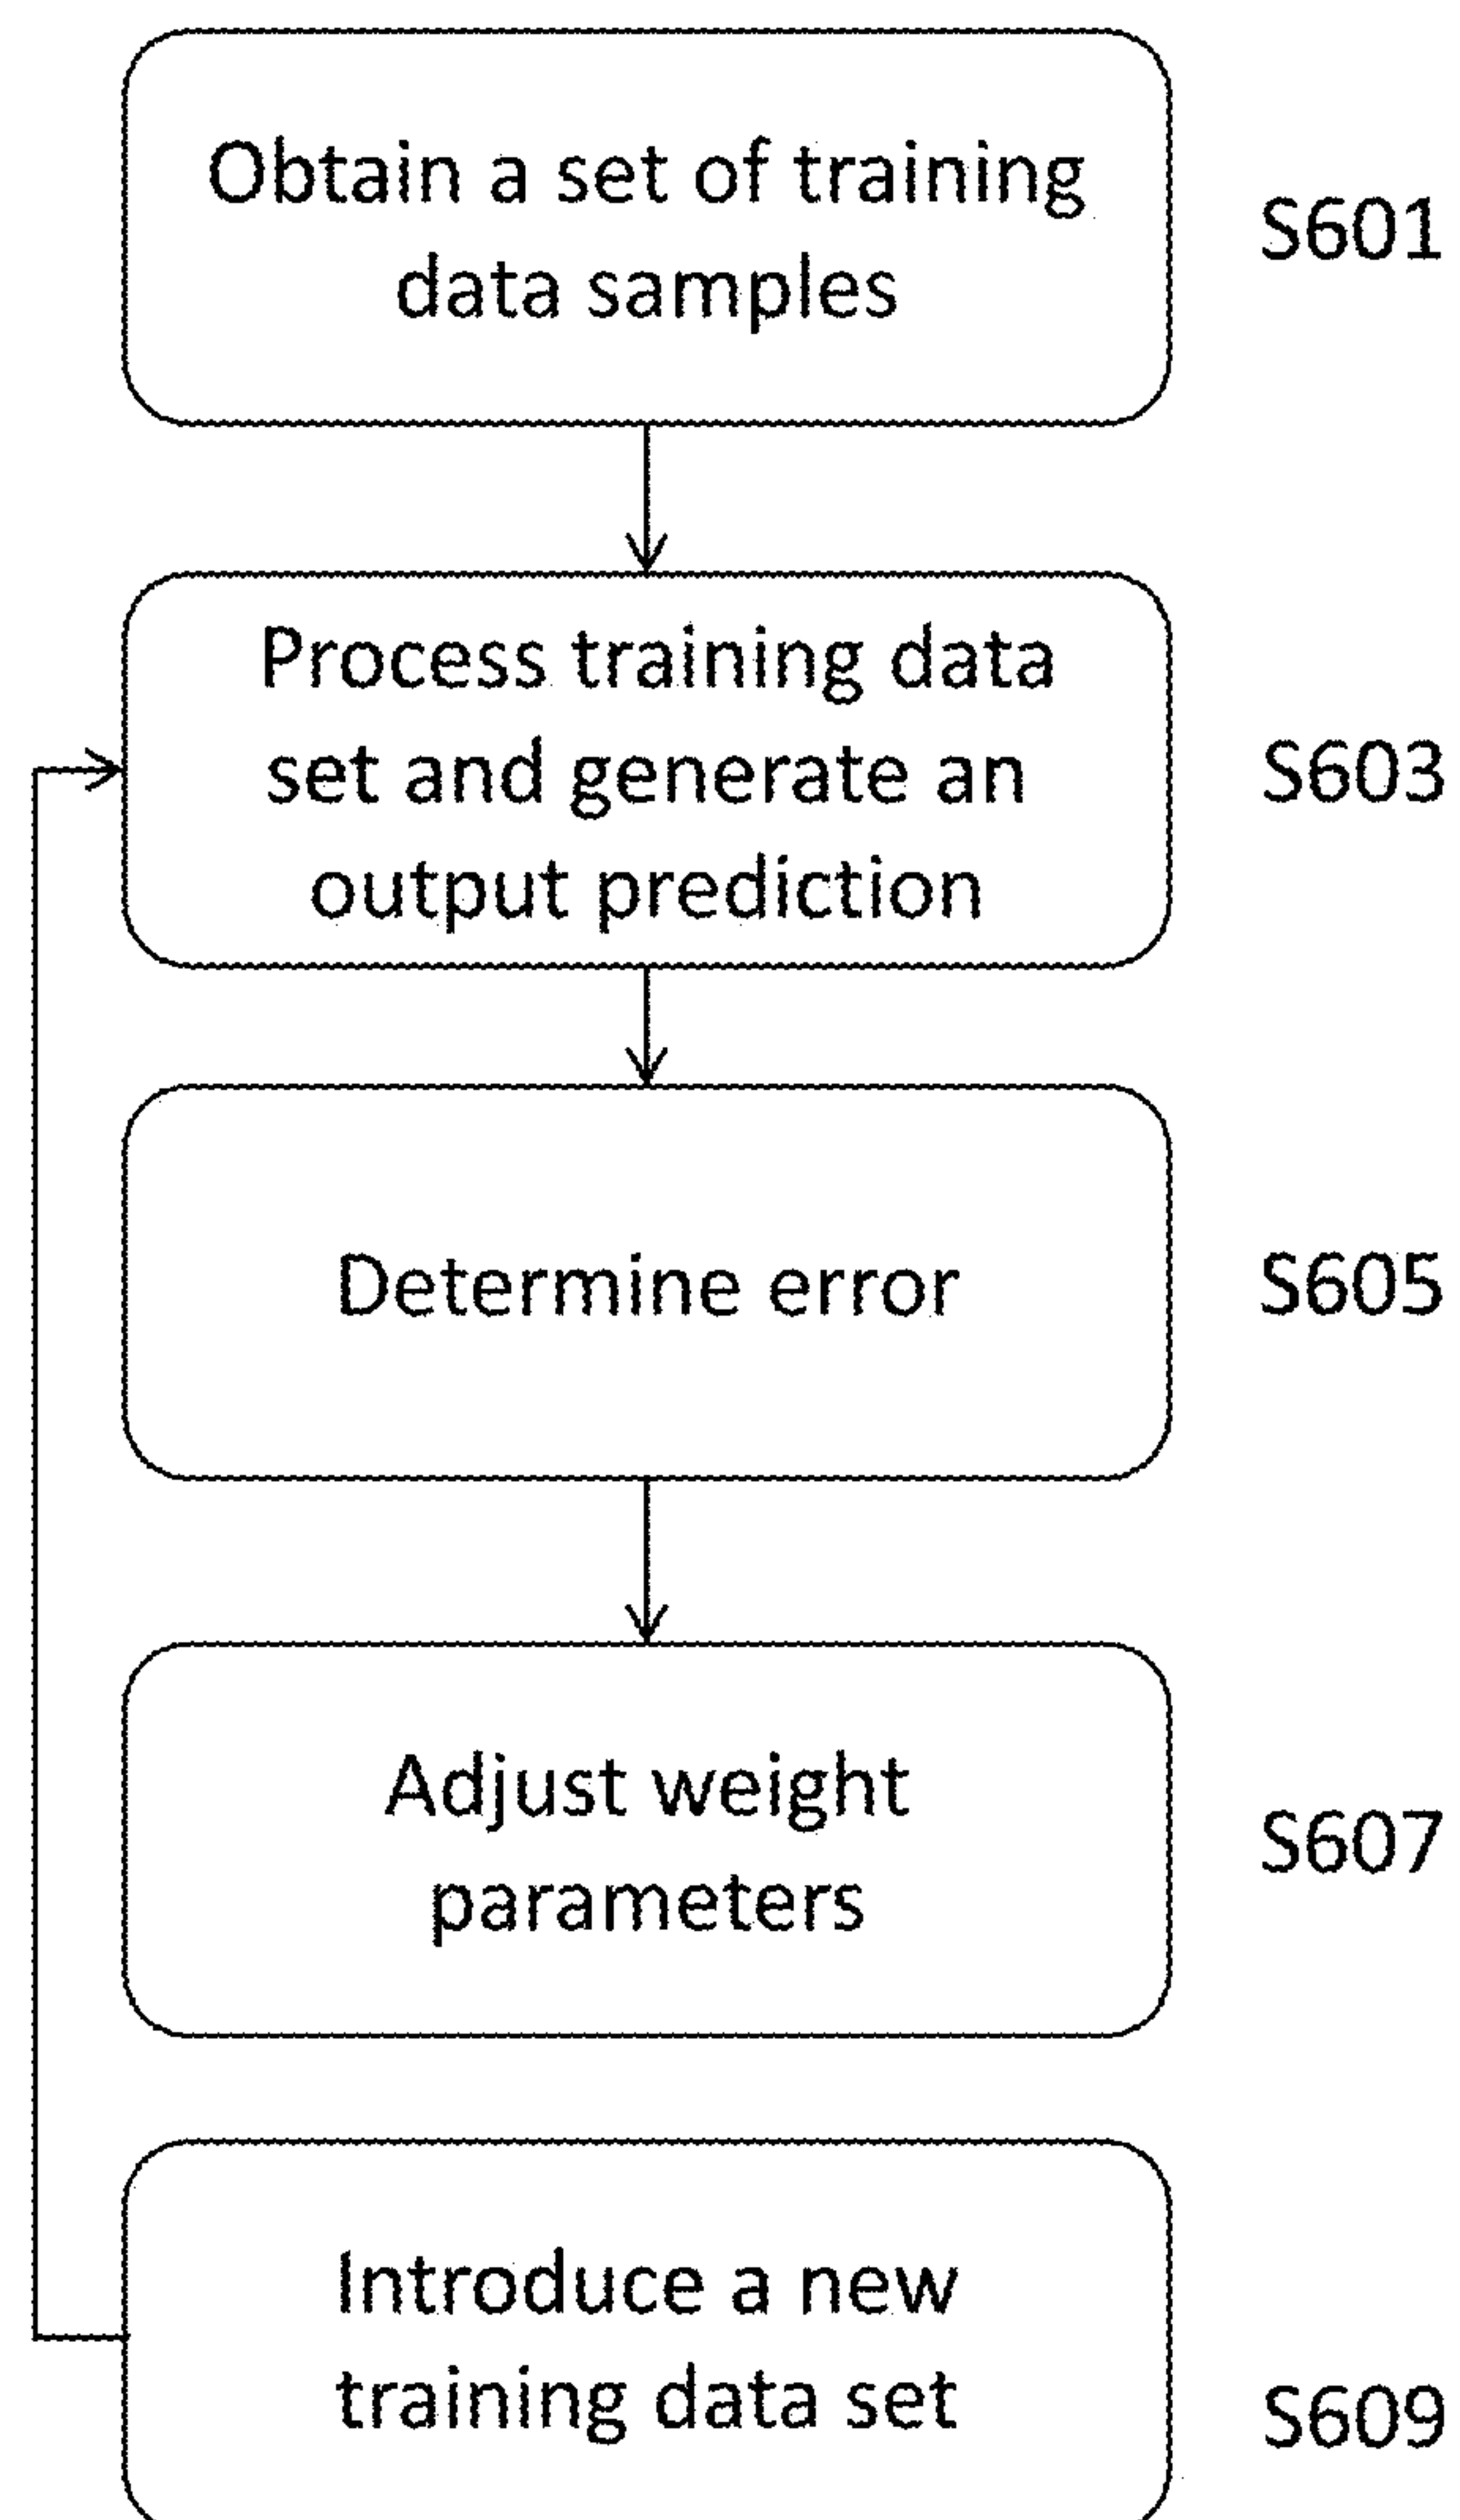 Obtain a set of training
data samples
S601
Process training data
set and generate an
output prediction
S603
Determine error
S605
Adjust weight
parameters
S607
Introduce a new
training data set
S609